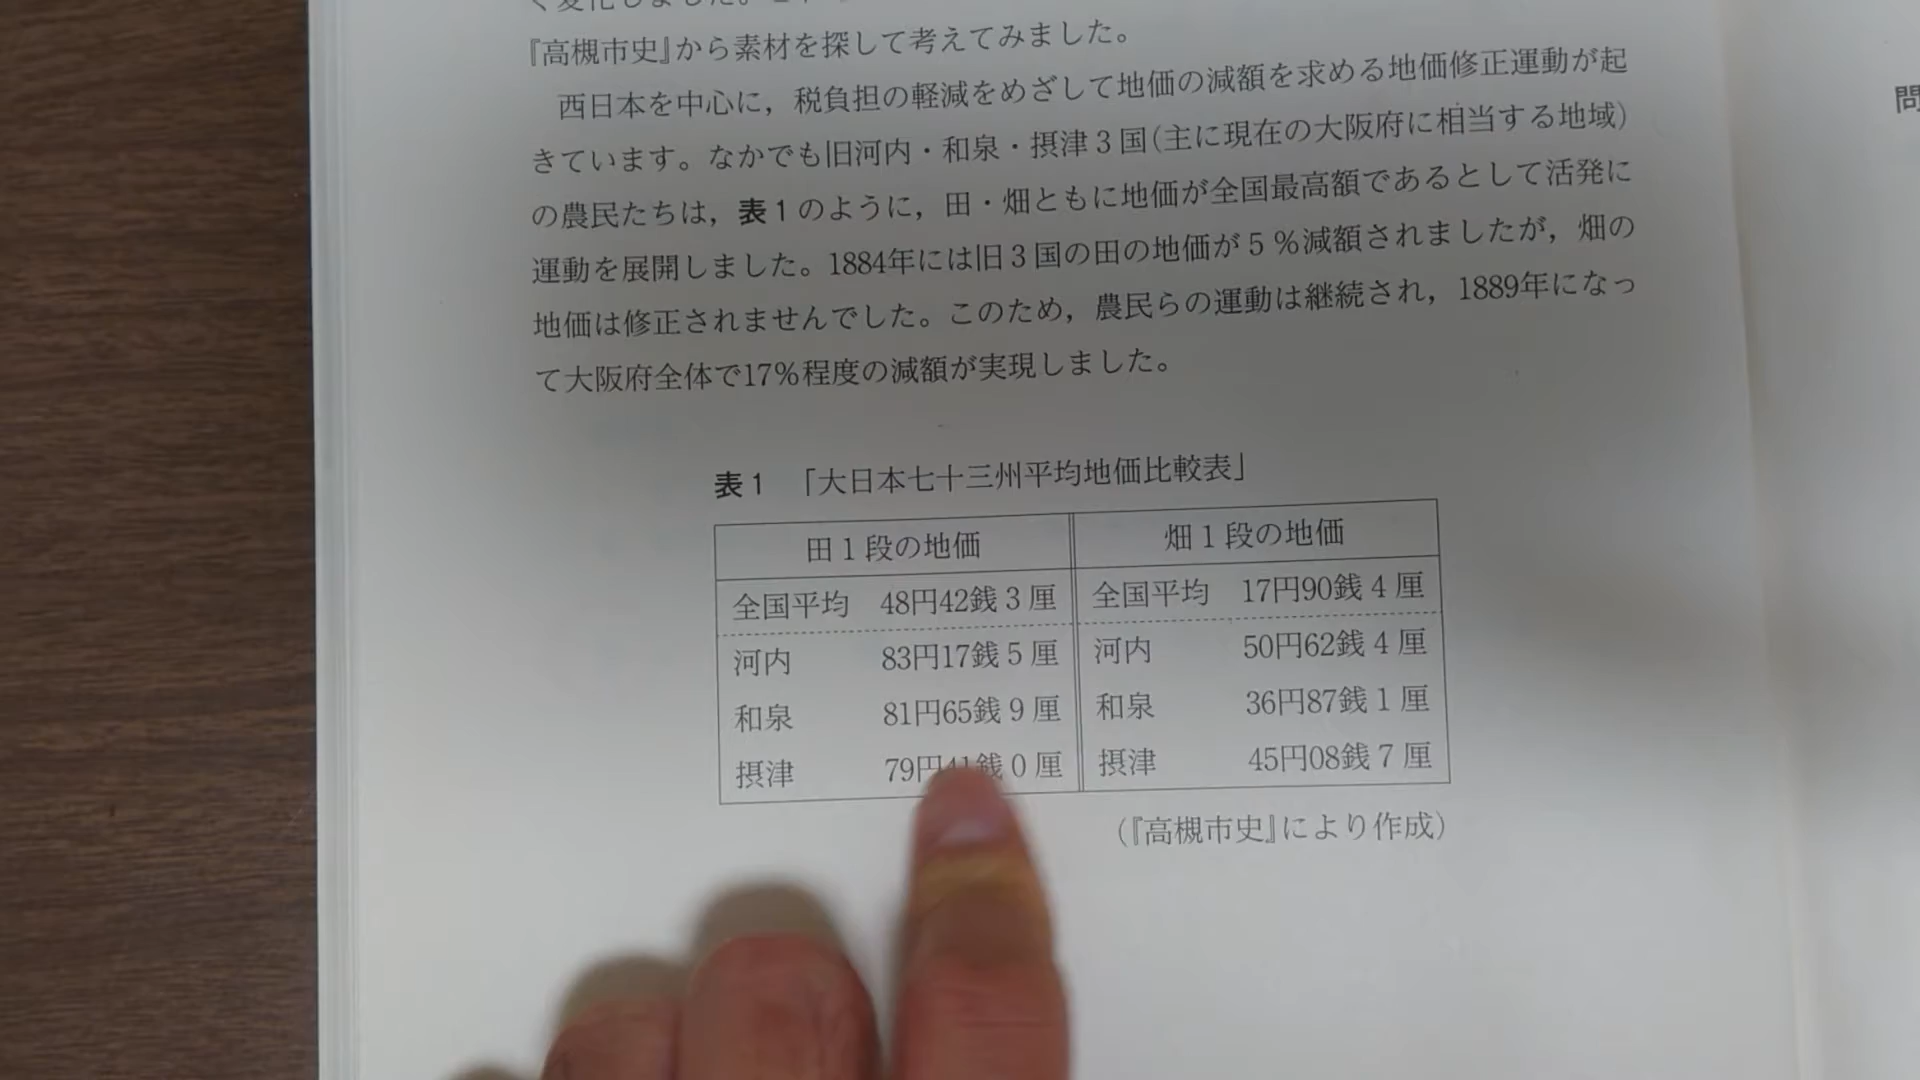 『高槻市史』から素材を探して考えてみました。
西日本を中心に，税負担の軽減をめざして地価の減額を求める地価修正運動が起
きています。なかでも旧河内・和泉・摂津3国(主に現在の大阪府に相当する地域)
の農民たちは，表1のように，田・畑ともに地価が全国最高額であるとして活発に
運動を展開しました。1884年には旧3国の田の地価が5％減額されましたが，畑の
地価は修正されませんでした。このため，農民らの運動は継続され，1889年になっ
て大阪府全体で17％程度の減額が実現しました。
表1 「大日本七十三州平均地価比較表」
田1段の地価 畑1段の地価
全国平均 48円42銭3厘 全国平均 17円90銭4厘
河内 83円17銭5厘 河内 50円62銭4厘
和泉 81円65銭9厘 和泉 36円87銭1厘
摂津 79円41銭0厘 摂津 45円08銭7厘
(『高槻市史』により作成)
問